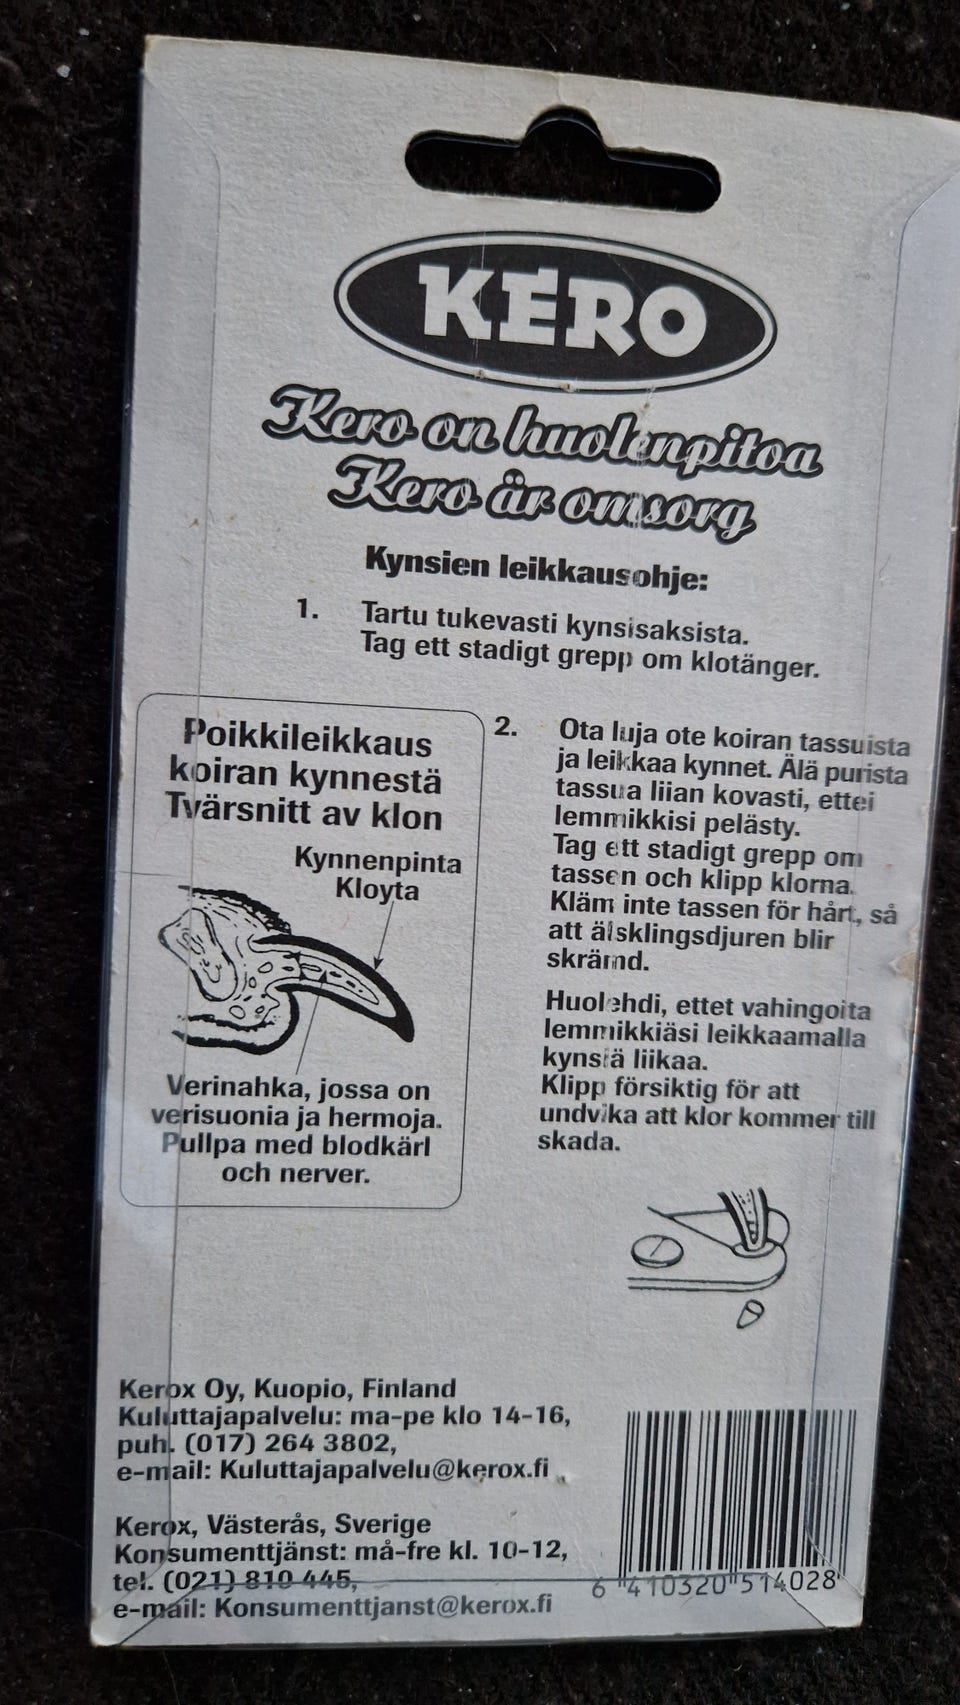 KERO
Kero on huolenpitoa
Kero är omsorg
Kynsien leikkausohje:
1. Tartu tukevasti kynsisaksista.
Tag ett stadigt grepp om klotänger.
Poikkileikkaus
koiran kynnestä
Tvärsnitt av klon
Kynnenpinta
Kloyta
Verinahka, jossa on
verisuonia ja hermoja.
Pullpa med blodkärl
och nerver.
2. Ota luja ote koiran tassuista
ja leikkaa kynnet. Älä purista
tassua liian kovasti, ettei
lemmikkisi pelästy.
Tag ett stadigt grepp om
tassen och klipp klorna.
Kläm inte tassen för hårt, så
att älsklingsdjuren blir
skrämd.
Huolehdi, ettet vahingoita
lemmikkiäsi leikkaamalla
kynsiä liikaa.
Klipp försiktig för att
undvika att klor kommer till
skada.
Kerox Oy, Kuopio, Finland
Kuluttajapalvelu: ma-pe klo 14-16,
puh. (017) 264 3802,
e-mail: Kuluttajapalvelu@kerox.fi
Kerox, Västerås, Sverige
Konsumenttjänst: må-fre kl. 10-12,
tel. (021) 810 445,
e-mail: Konsumenttjanst@kerox.fi
6 410320 514028